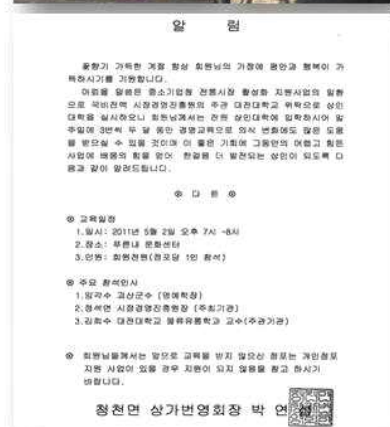 알 림
꽃향기 가득한 계절 항상 회원님의 가정에 평안과 행복이 가
득하시기를 기원합니다.
아뢸 말씀은 중소기업청 전통시장 활성화 지원사업의 일환
으로 국비전액 시장경영진흥원의 주관 대전대학교 위탁으로 상인
대학을 실시하오니 회원님께서는 전원 상인대학에 입학하시어 일
주일에 3번씩 두 달 동안 경영교육으로 의식 변화에도 많은 도움
을 받으실 수 있을 것이며 이 좋은 기회에 그동안의 어렵고 힘든
사업에 배움의 힘을 얻어 한걸음 더 발전되는 상인이 되도록 다
음과 같이 알려드립니다.
◎ 다 음 ◎
◎ 교육일정
1.일시: 2011년 5월 2일 오후 7시 -8시
2.장소: 푸른내 문화센터
3.인원: 회원전원(점포당 1인 참석)
◎ 주요 참석인사
1.임각수 괴산군수 (명예학장)
2.정석연 시장경영진흥원장 (주최기관)
3.김희수 대전대학교 물류유통학과 교수(주관기관)
◎ 회원님들께서는 앞으로 교육을 받지 않으신 점포는 개인점포
지원 사업이 있을 경우 지원이 되지 않음을 참고 하시기
바랍니다.
청천면 상가번영회장 박 연